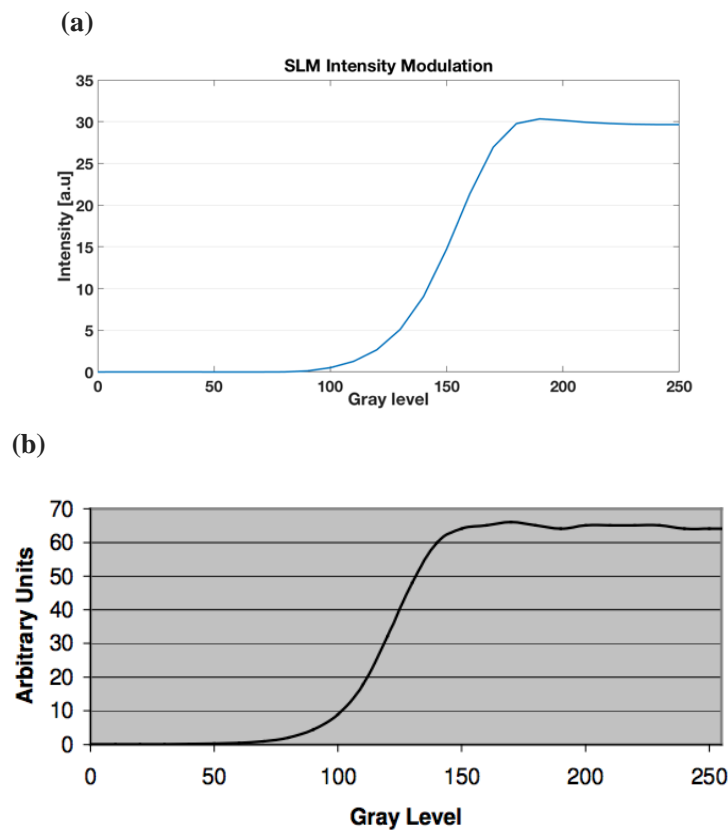 (a)
SLM Intensity Modulation
Intensity [a.u]
35
30
25
20
15
10
5
0
0 50 100 150 200 250
Gray level
(b)
Arbitrary Units
70
60
50
40
30
20
10
0
0 50 100 150 200 250
Gray Level